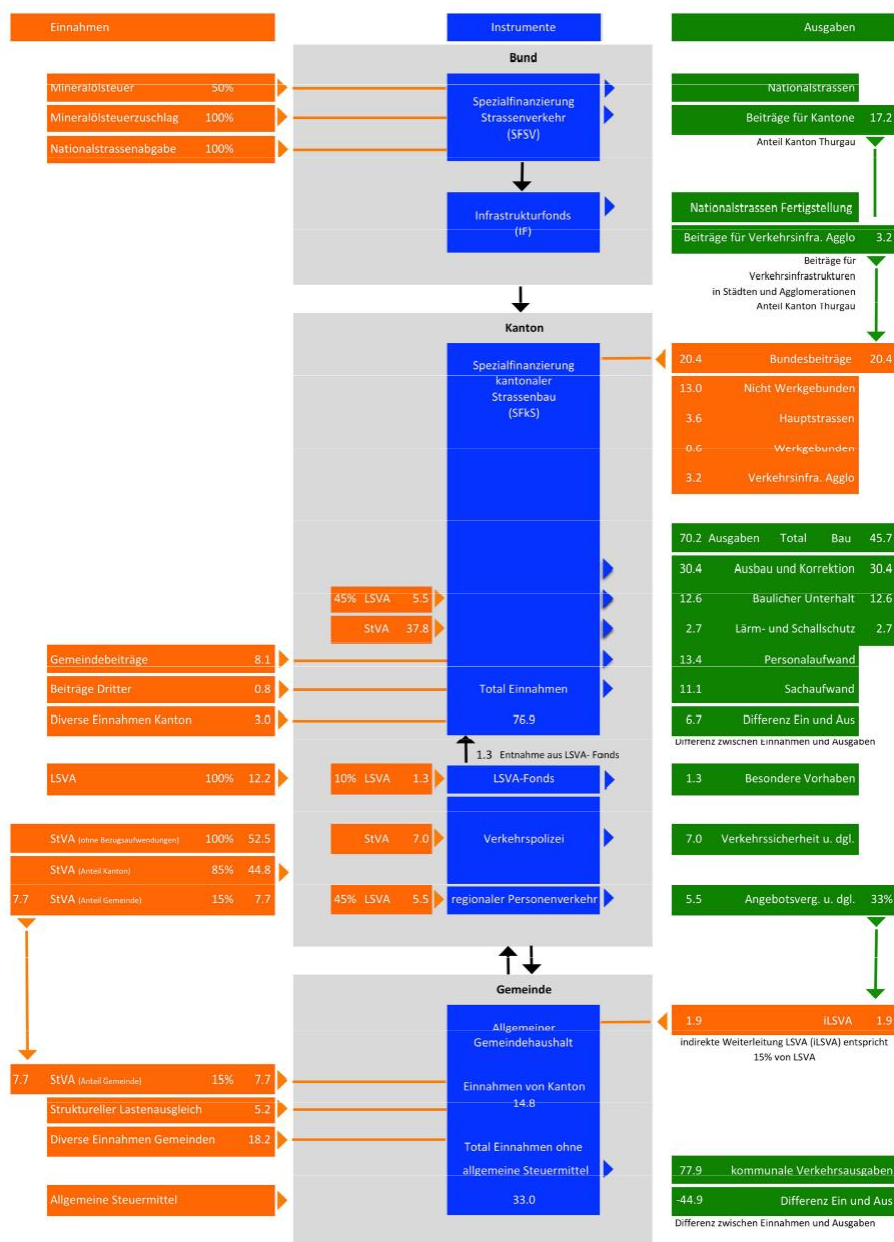 Einnahmen
Instrumente
Ausgaben
Bund
Mineralölsteuer 50%
Mineralölsteuerzuschlag 100%
Nationalstrassenabgabe 100%
Spezialfinanzierung
Strassenverkehr
(SFSV)
Nationalstrassen
Beiträge für Kantone 17.2
Anteil Kanton Thurgau
Infrastrukturfonds
(IF)
Nationalstrassen Fertigstellung
Beiträge für Verkehrsinfra. Agglo 3.2
Beiträge für
Verkehrsinfrastrukturen
in Städten und Agglomerationen
Anteil Kanton Thurgau
Kanton
Spezialfinanzierung
kantonaler
Strassenbau
(SFkS)
20.4 Bundesbeiträge 20.4
13.0 Nicht Werkgebunden
3.6 Hauptstrassen
0.6 Werkgebunden
3.2 Verkehrsinfra. Agglo
70.2 Ausgaben Total Bau 45.7
30.4 Ausbau und Korrektion 30.4
45% LSVA 5.5
12.6 Baulicher Unterhalt 12.6
StVA 37.8
2.7 Lärm- und Schallschutz 2.7
Gemeindebeiträge 8.1
13.4 Personalaufwand
Beiträge Dritter 0.8
Total Einnahmen
11.1 Sachaufwand
Diverse Einnahmen Kanton 3.0
76.9
6.7 Differenz Ein und Aus
Differenz zwischen Einnahmen und Ausgaben
1.3 Entnahme aus LSVA- Fonds
LSVA 100% 12.2
10% LSVA 1.3
LSVA-Fonds
1.3 Besondere Vorhaben
StVA (ohne Bezugsaufwendungen) 100% 52.5
StVA 7.0
Verkehrspolizei
7.0 Verkehrssicherheit u. dgl.
StVA (Anteil Kanton) 85% 44.8
7.7 StVA (Anteil Gemeinde) 15% 7.7
45% LSVA 5.5
regionaler Personenverkehr
5.5 Angebotsverg. u. dgl. 33%
Gemeinde
Allgemeiner
Gemeindehaushalt
1.9 iLSVA 1.9
indirekte Weiterleitung LSVA (iLSVA) entspricht
15% von LSVA
7.7 StVA (Anteil Gemeinde) 15% 7.7
Einnahmen von Kanton
14.8
Struktureller Lastenausgleich 5.2
Diverse Einnahmen Gemeinden 18.2
Total Einnahmen ohne
allgemeine Steuermittel
33.0
77.9 kommunale Verkehrsausgaben
Allgemeine Steuermittel
-44.9 Differenz Ein und Aus
Differenz zwischen Einnahmen und Ausgaben